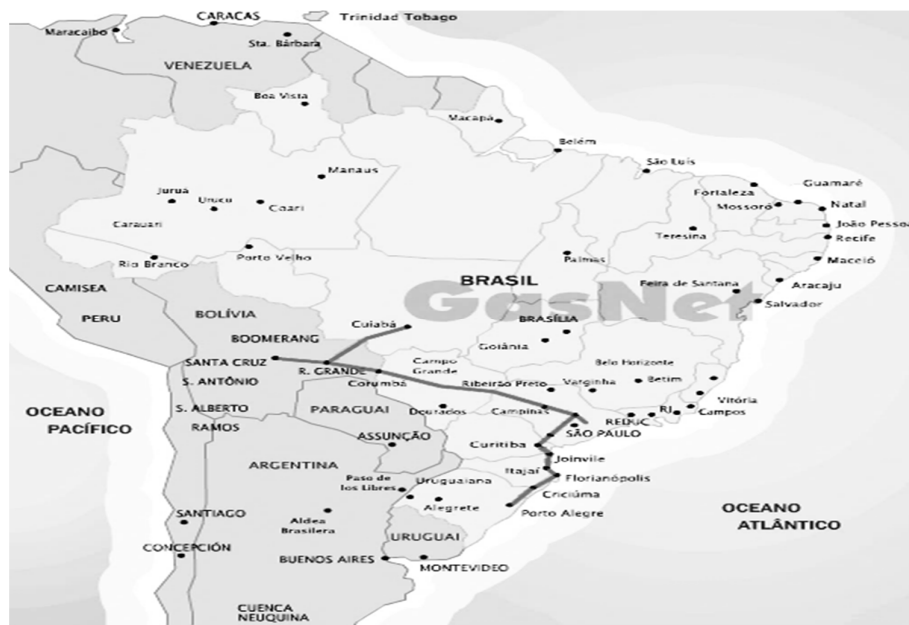 CARACAS
Trinidad Tobago
Maracaibo
Sta. Bárbara
VENEZUELA
Boa Vista
Macapá
Belém
São Luís
Manaus
Fortaleza
Guamaré
Juruá
Urucu
Coari
Mossoró
Natal
Carauari
Teresina
João Pessoa
Recife
Rio Branco
Porto Velho
Palmas
Maceió
CAMISEA
BRASIL
Feira de Santana
Aracaju
GasNet
Salvador
PERU
BOLÍVIA
Cuiabá
BRASÍLIA
BOOMERANG
Goiânia
SANTA CRUZ
R. GRANDE
Campo
Grande
Belo Horizonte
S. ANTÔNIO
Corumbá
Ribeirão Preto
Varginha
Betim
OCEANO
PACÍFICO
S. ALBERTO
PARAGUAI
Dourados
Campinas
RJ
Vitória
Campos
RAMOS
REDUC
ASSUNÇÃO
SÃO PAULO
Curitiba
Joinvile
ARGENTINA
Itajaí
Florianópolis
Paso de
los Libres
Uruguaiana
Criciúma
Alegrete
Porto Alegre
OCEANO
ATLÂNTICO
SANTIAGO
Aldea
Brasilera
URUGUAI
CONCEPCIÓN
BUENOS AIRES
MONTEVIDEO
CUENCA
NEUQUINA